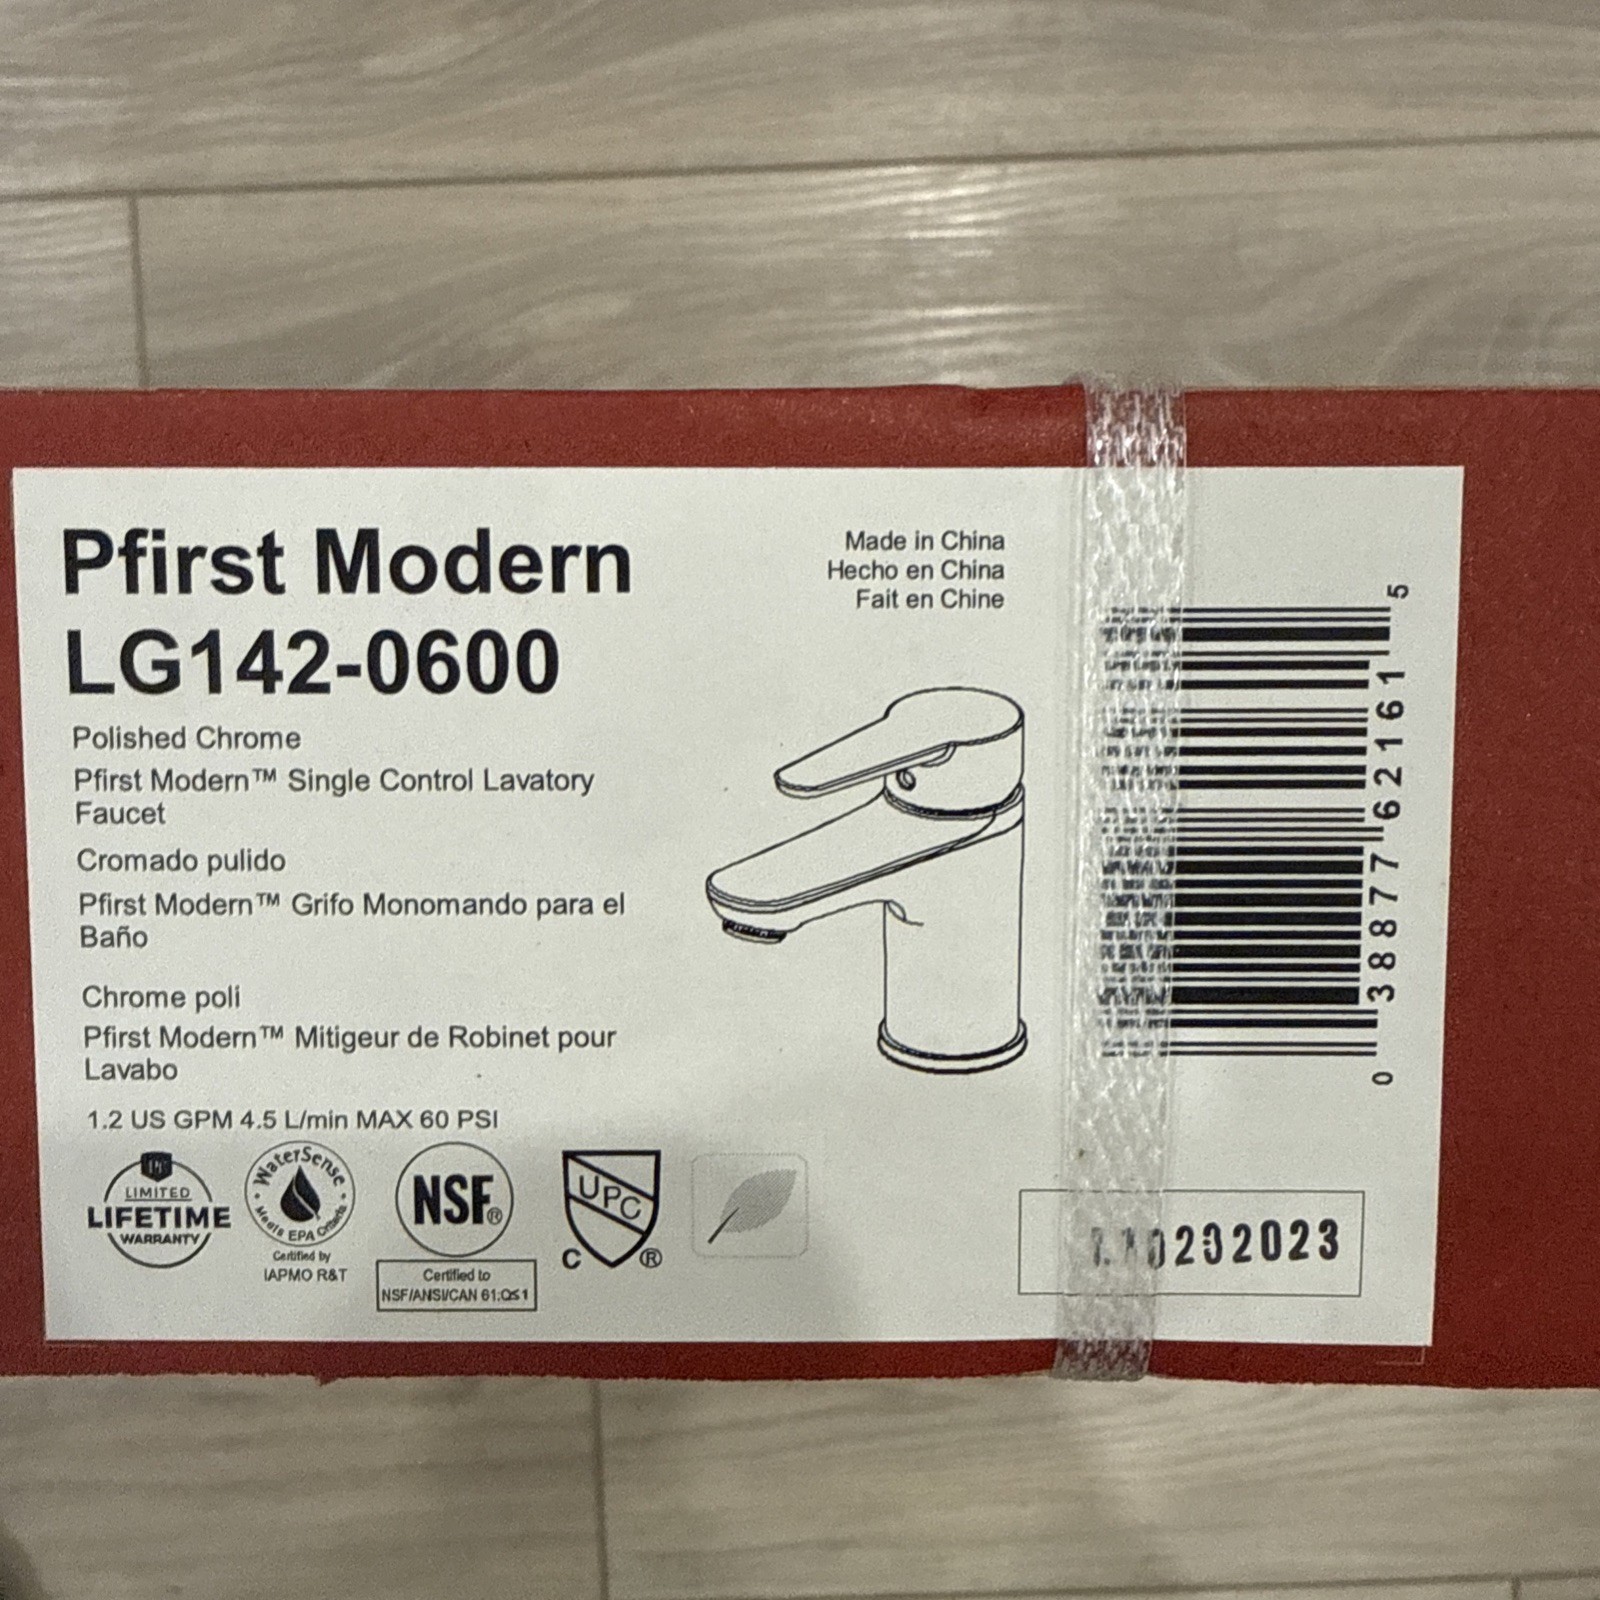 Pfirst Modern
LG142-0600
Polished Chrome
Pfirst Modern™ Single Control Lavatory
Faucet
Cromado pulido
Pfirst Modern™ Grifo Monomando para el
Baño
Chrome poli
Pfirst Modern™ Mitigeur de Robinet pour
Lavabo
1.2 US GPM 4.5 L/min MAX 60 PSI
LIMITED
LIFETIME
WARRANTY
WaterSense
Meets EPA Criteria
Certified by
IAPMO R&T
NSF®
Certified to
NSF/ANSI/CAN 61:Q≤1
UPC
C ®
Made in China
Hecho en China
Fait en Chine
0 38877 62161 5